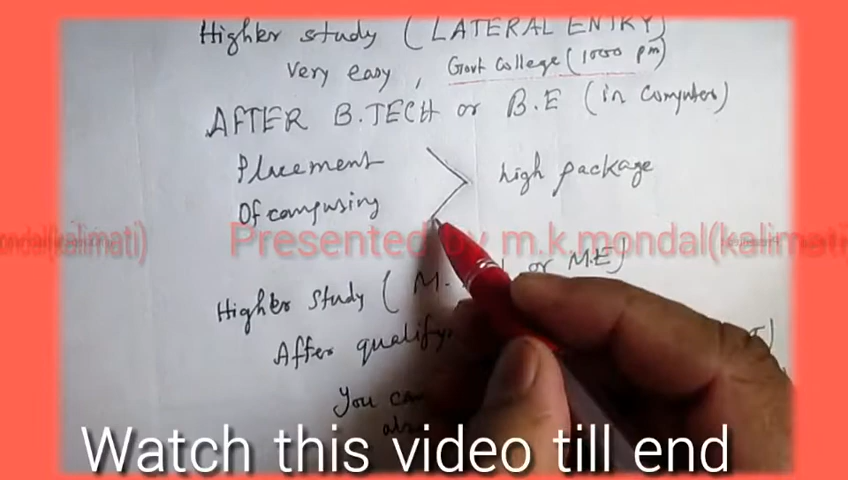 Higher study (LATERAL ENTRY)
Very easy, Govt College (1000 pm)
AFTER B.TECH or B.E (in Computer)
Placement
Of campusing
high package
(kalimati) Presented by m.k.mondal(kalimati)
Higher study ( M. or M.E)
After qualify
You can
Watch this video till end